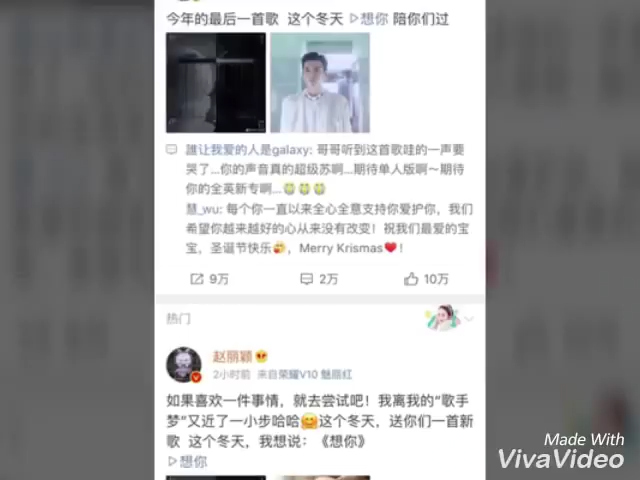 今年的最后一首歌 这个冬天 ▷想你 陪你们过
誰让我爱的人是galaxy: 哥哥听到这首歌哇的一声要
哭了...你的声音真的超级苏啊...期待单人版啊~期待
你的全英新专啊...
慧_wu: 每个你一直以来全心全意支持你爱护你，我们
希望你越来越好的心从来没有改变！祝我们最爱的宝
宝，圣诞节快乐，Merry Krismas❤！
9万 2万 10万
热门
赵丽颖
2小时前 来自荣耀V10 魅丽红
如果喜欢一件事情，就去尝试吧！我离我的“歌手
梦”又近了一小步哈哈🤗这个冬天，送你们一首新
歌 这个冬天，我想说：《想你》
▷想你
Made With
VivaVideo